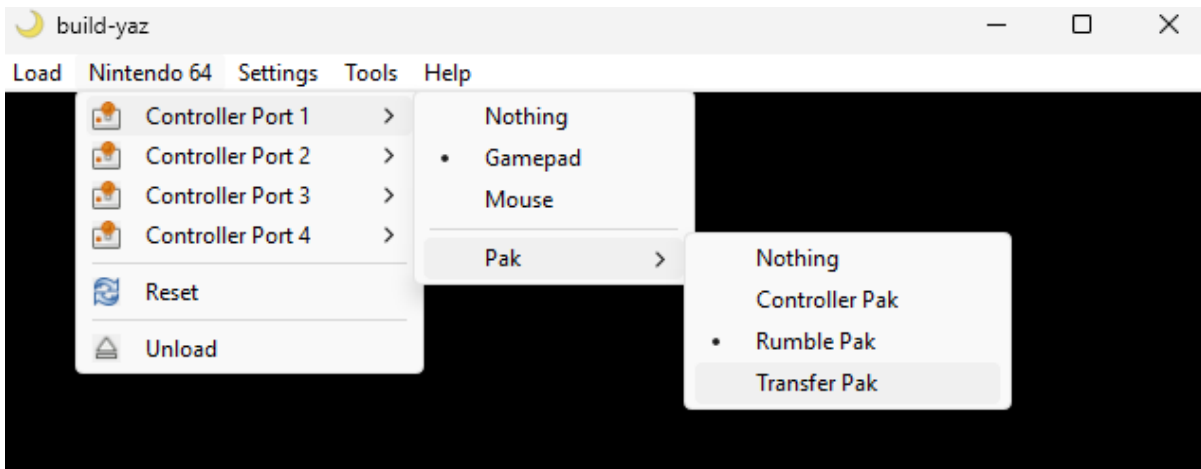 build-yaz
Load Nintendo 64 Settings Tools Help
Controller Port 1
Controller Port 2
Controller Port 3
Controller Port 4
Reset
Unload
Nothing
Gamepad
Mouse
Pak
Nothing
Controller Pak
Rumble Pak
Transfer Pak